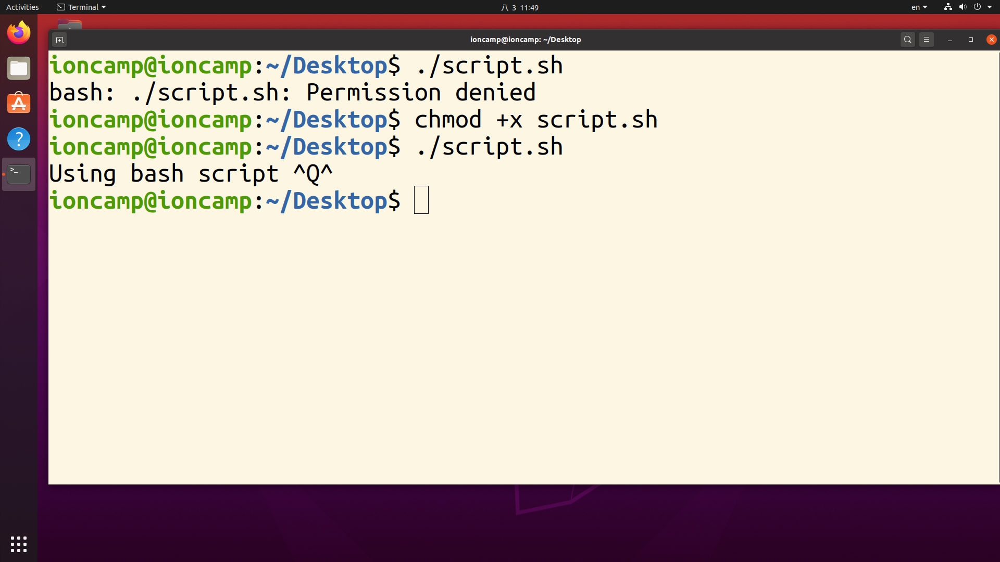 Activities
Terminal
八 3 11:49
en
ioncamp@ioncamp: ~/Desktop
ioncamp@ioncamp:~/Desktop$ ./script.sh
bash: ./script.sh: Permission denied
ioncamp@ioncamp:~/Desktop$ chmod +x script.sh
ioncamp@ioncamp:~/Desktop$ ./script.sh
Using bash script ^Q^
ioncamp@ioncamp:~/Desktop$